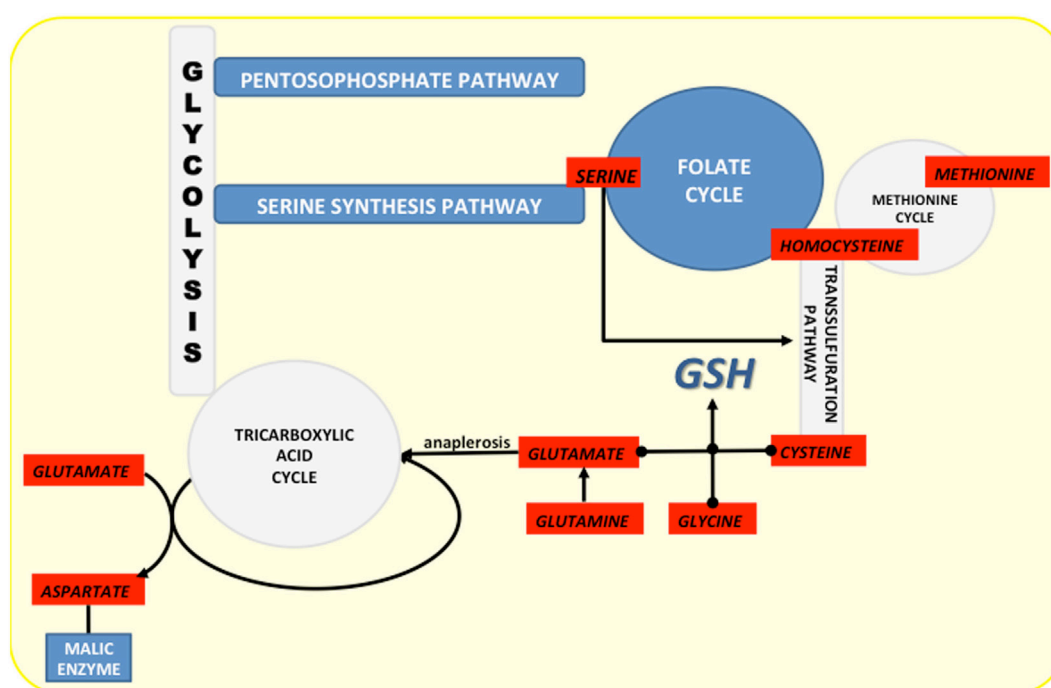 GLYCOLYSIS
PENTOSOPHOSPHATE PATHWAY
SERINE SYNTHESIS PATHWAY
SERINE
FOLATE
CYCLE
METHIONINE
METHIONINE
CYCLE
HOMOCYSTEINE
TRANSSULFURATION
PATHWAY
GSH
TRICARBOXYLIC
ACID
CYCLE
anaplerosis
GLUTAMATE
CYSTEINE
GLUTAMATE
GLUTAMINE
GLYCINE
ASPARTATE
MALIC
ENZYME